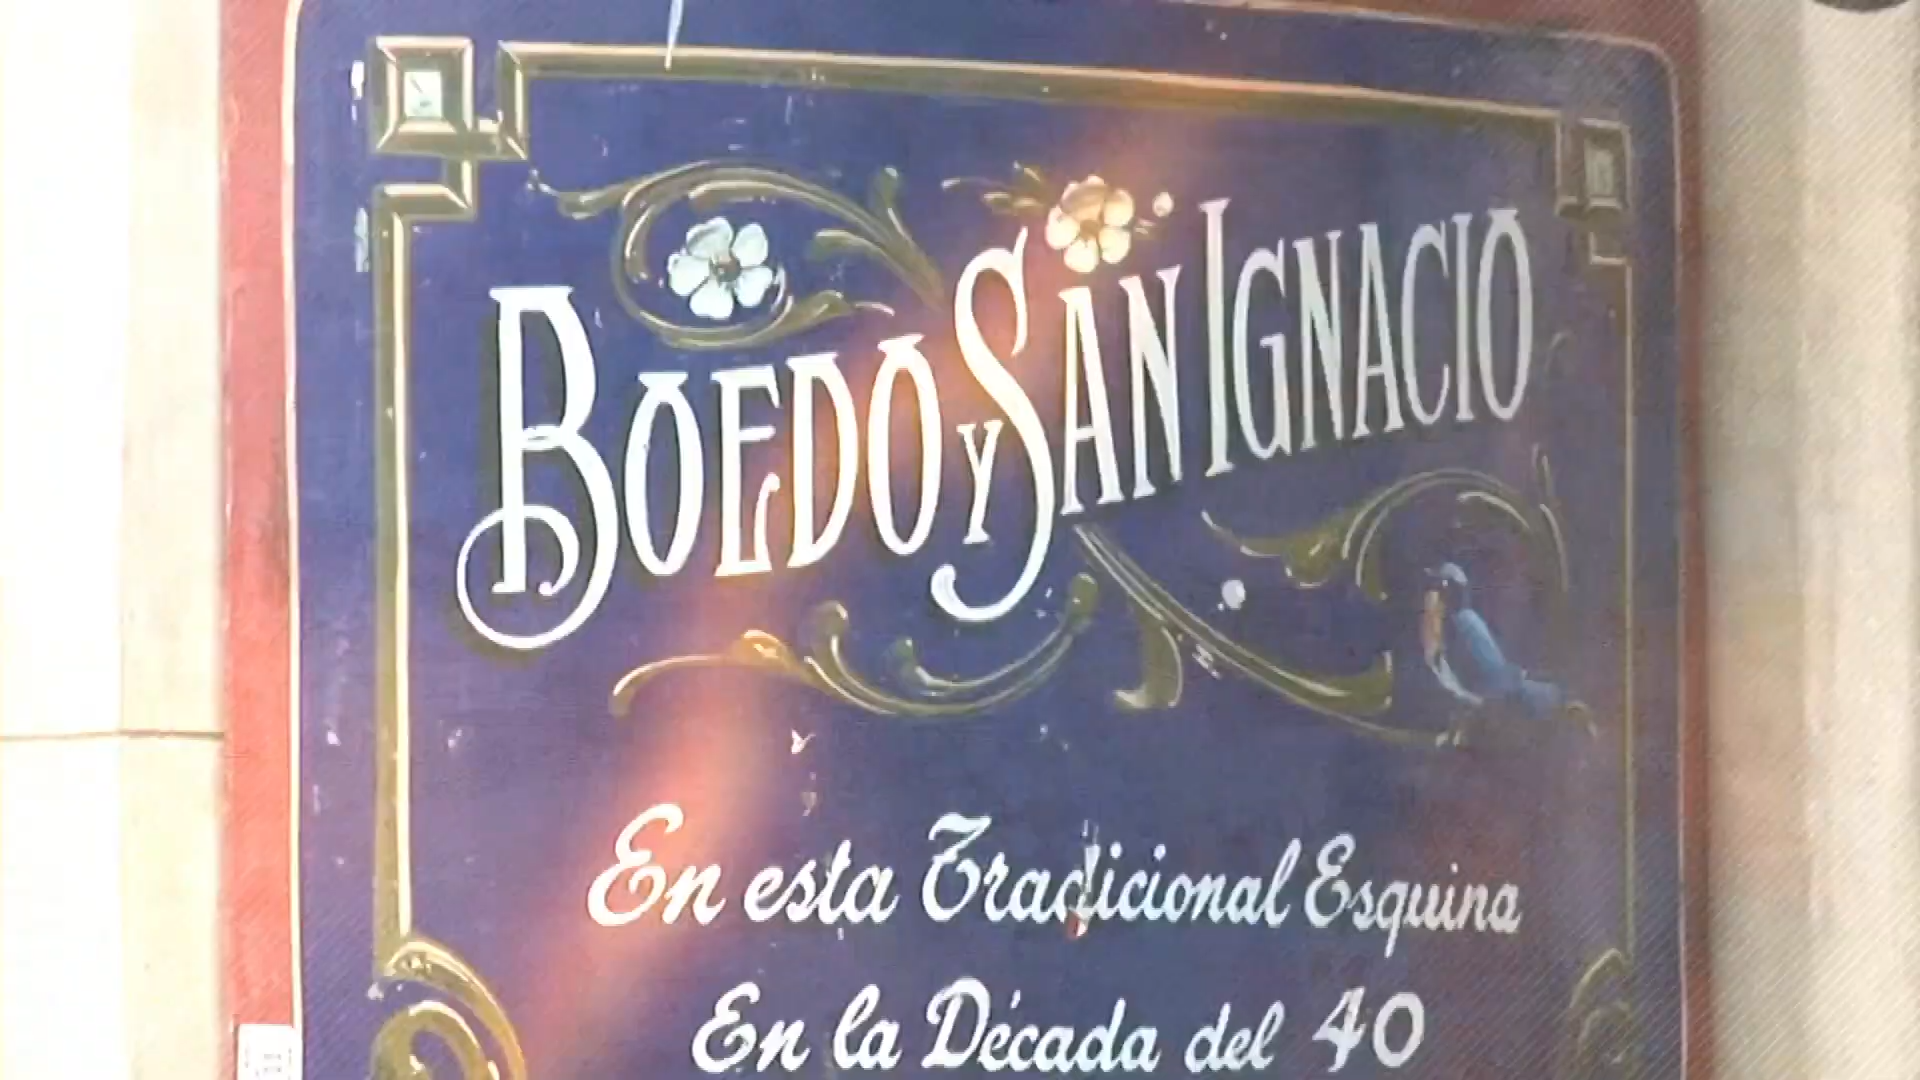 BOEDO Y SAN IGNACIO
En esta Tradicional Esquina
En la Década del 40